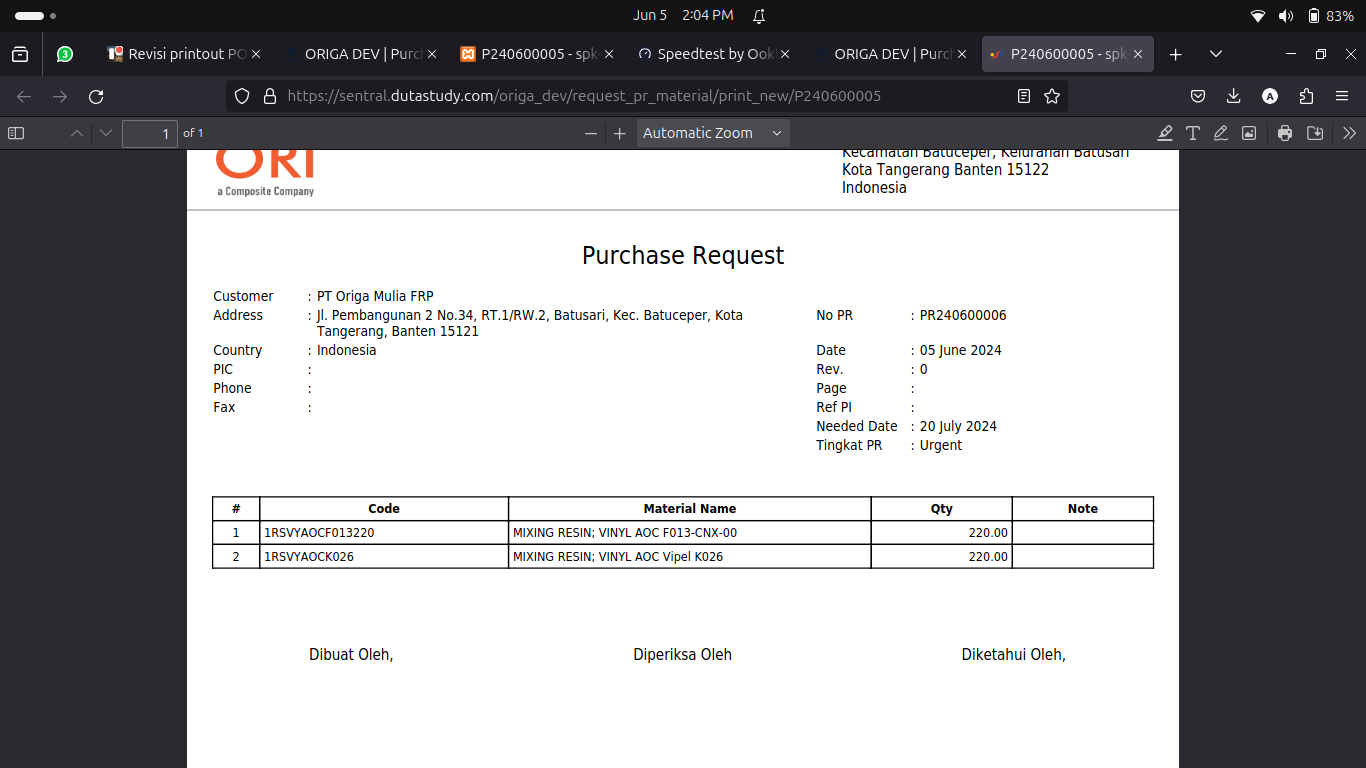 Jun 5 2:04 PM
83%
3
Revisi printout PO
ORIGA DEV | Purch
P240600005 - spk
Speedtest by Ookl
ORIGA DEV | Purch
P240600005 - spk
https://sentral.dutastudy.com/origa_dev/request_pr_material/print_new/P240600005
A
1 of 1
Automatic Zoom
ORI
a Composite Company
Kecamatan Batuceper, Kelurahan Batusari
Kota Tangerang Banten 15122
Indonesia
Purchase Request
Customer : PT Origa Mulia FRP
Address : Jl. Pembangunan 2 No.34, RT.1/RW.2, Batusari, Kec. Batuceper, Kota
Tangerang, Banten 15121
No PR : PR240600006
Country : Indonesia
Date : 05 June 2024
PIC :
Rev. : 0
Phone :
Page :
Fax :
Ref PI :
Needed Date : 20 July 2024
Tingkat PR : Urgent
# Code Material Name Qty Note
1 1RSVYAOCF013220 MIXING RESIN; VINYL AOC F013-CNX-00 220.00
2 1RSVYAOCK026 MIXING RESIN; VINYL AOC Vipel K026 220.00
Dibuat Oleh, Diperiksa Oleh Diketahui Oleh,